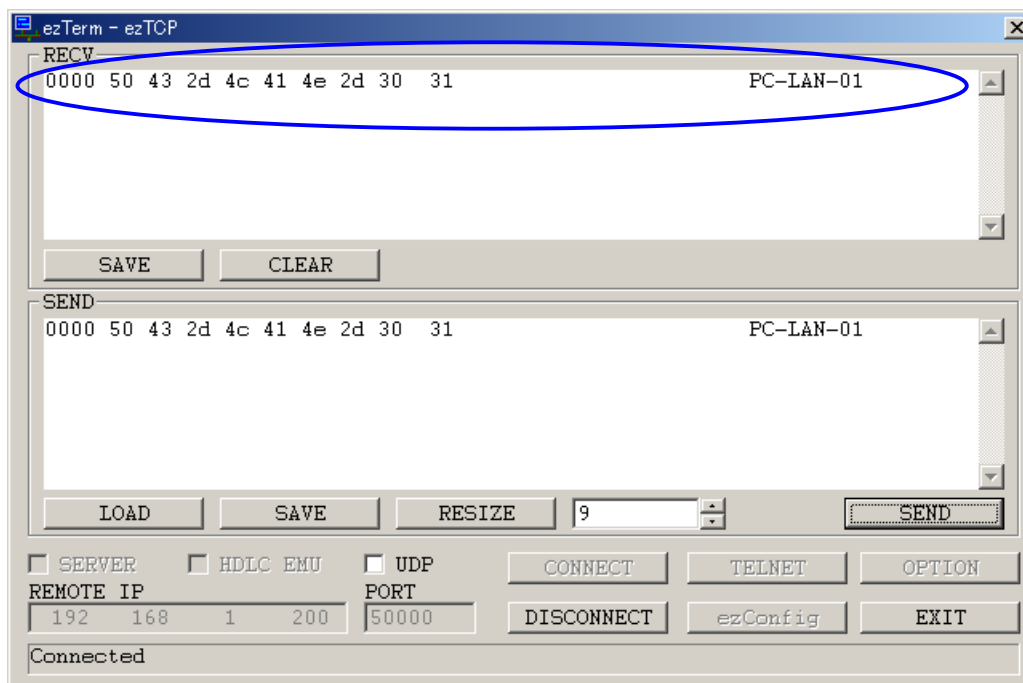 ezTerm - ezTCP
RECV
0000 50 43 2d 4c 41 4e 2d 30 31 PC-LAN-01
SAVE CLEAR
SEND
0000 50 43 2d 4c 41 4e 2d 30 31 PC-LAN-01
LOAD SAVE RESIZE 9 SEND
SERVER HDLC EMU UDP CONNECT TELNET OPTION
REMOTE IP PORT
192 168 1 200 50000 DISCONNECT ezConfig EXIT
Connected